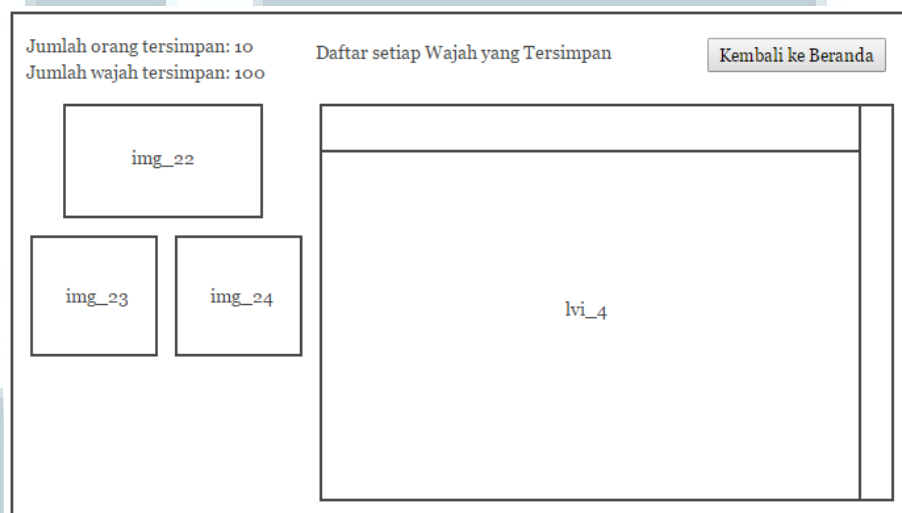 Jumlah orang tersimpan: 10
Jumlah wajah tersimpan: 100
Daftar setiap Wajah yang Tersimpan
Kembali ke Beranda
img_22
img_23
img_24
lvi_4